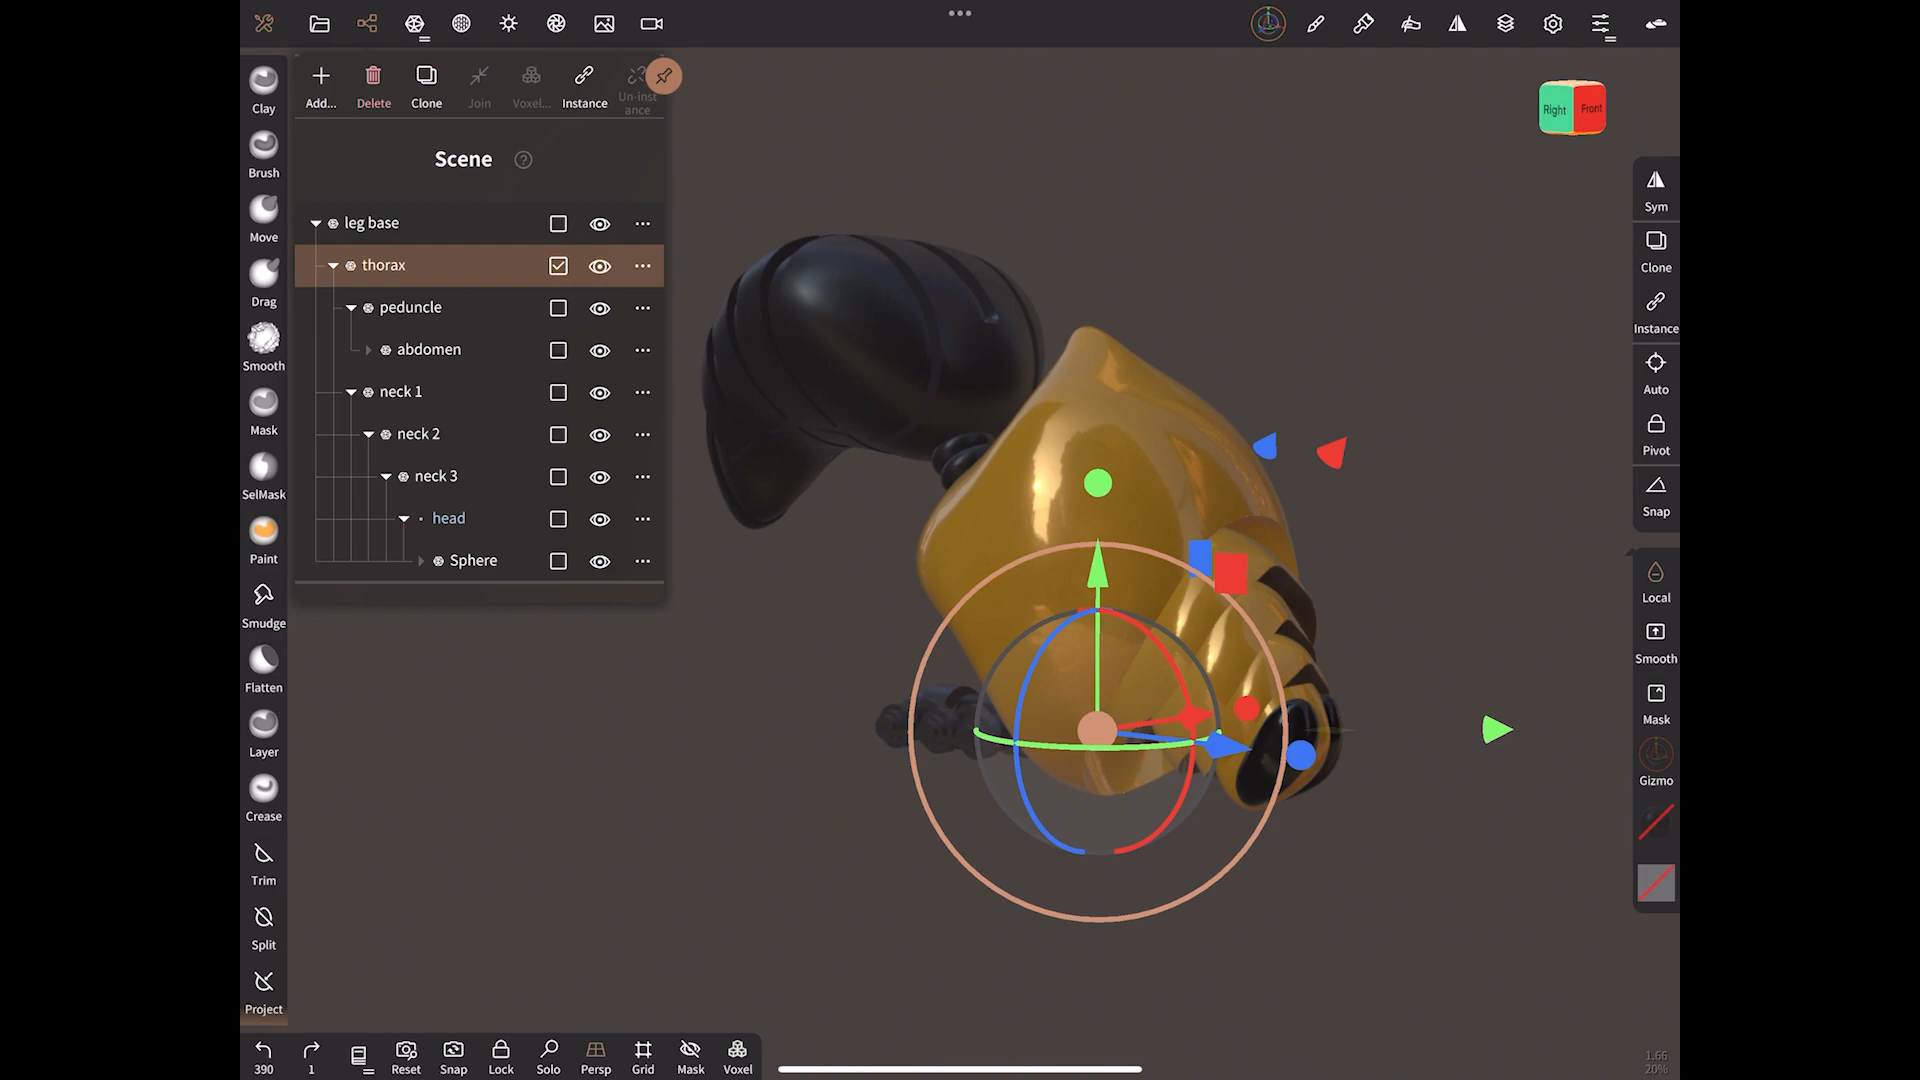 Add...
Delete
Clone
Join
Voxel...
Instance
Un-inst
ance
Scene
?
leg base
thorax
peduncle
abdomen
neck 1
neck 2
neck 3
head
Sphere
Clay
Brush
Move
Drag
Smooth
Mask
SelMask
Paint
Smudge
Flatten
Layer
Crease
Trim
Split
Project
Right
Front
Sym
Clone
Instance
Auto
Pivot
Snap
Local
Smooth
Mask
Gizmo
390
1
Reset
Snap
Lock
Solo
Persp
Grid
Mask
Voxel
1.66
20%